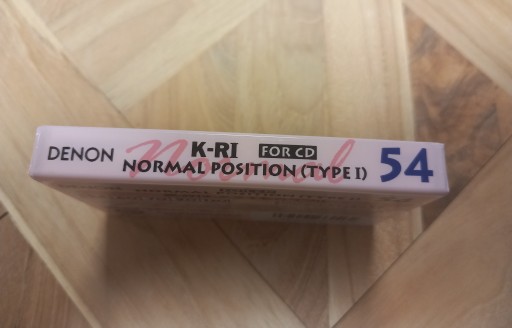 DENON
K-RI FOR CD
NORMAL POSITION (TYPE I)
Normal
54